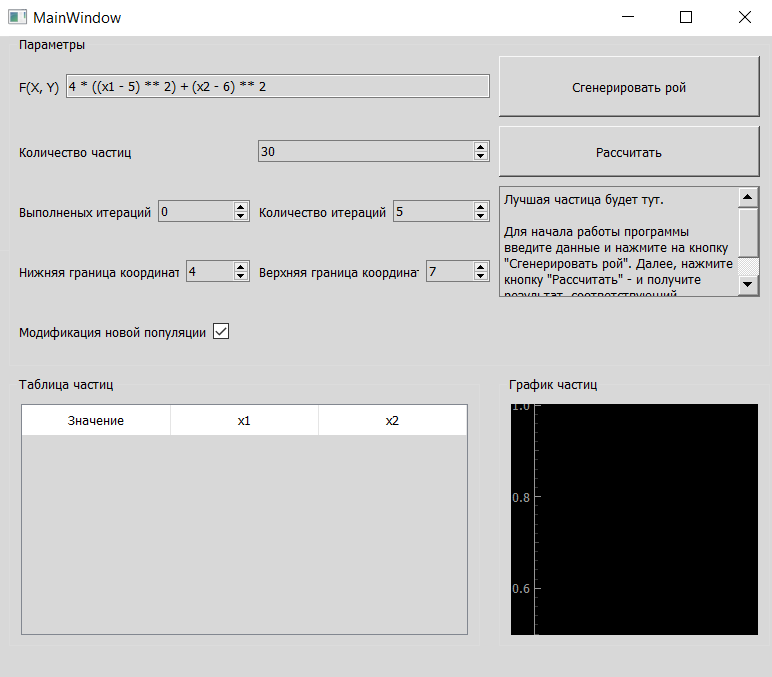 MainWindow
Параметры
F(X, Y) 4 * ((x1 - 5) ** 2) + (x2 - 6) ** 2
Сгенерировать рой
Количество частиц 30
Рассчитать
Выполненых итераций 0 Количество итераций 5
Лучшая частица будет тут.
Для начала работы программы
введите данные и нажмите на кнопку
"Сгенерировать рой". Далее, нажмите
кнопку "Рассчитать" - и получите
результат, соответствующий
Нижняя граница координат 4 Верхняя граница координат 7
Модификация новой популяции
Таблица частиц
График частиц
Значение x1 x2
1.0
0.8
0.6